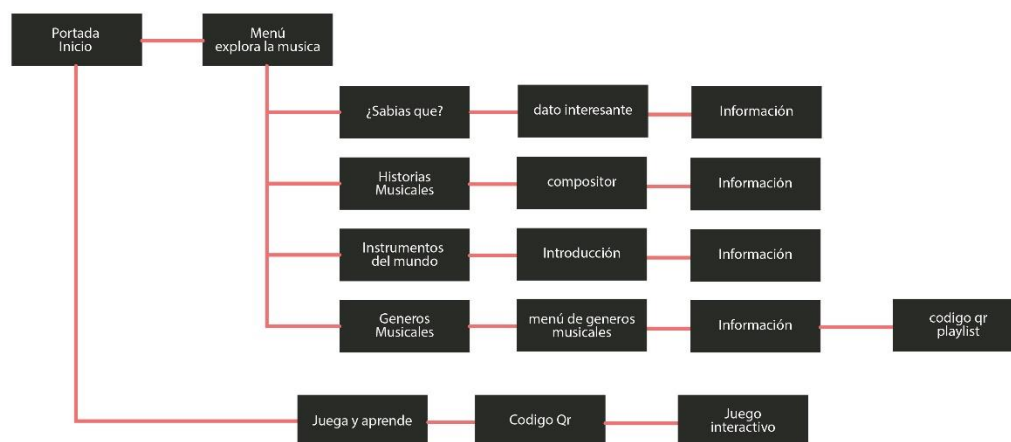 Portada
Inicio
Menú
explora la musica
¿Sabias que?
dato interesante
Información
Historias
Musicales
compositor
Información
Instrumentos
del mundo
Introducción
Información
Generos
Musicales
menú de generos
musicales
Información
codigo qr
playlist
Juega y aprende
Codigo Qr
Juego
interactivo